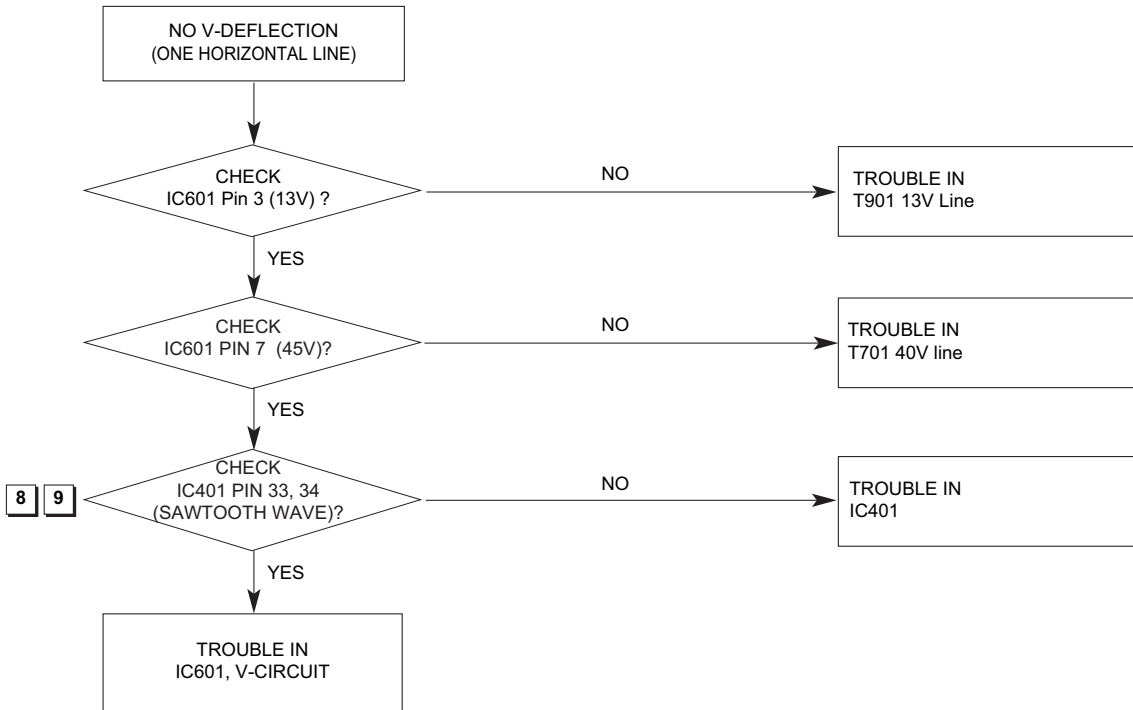 NO V-DEFLECTION
(ONE HORIZONTAL LINE)
CHECK
IC601 Pin 3 (13V) ?
NO
TROUBLE IN
T901 13V Line
YES
CHECK
IC601 PIN 7 (45V)?
NO
TROUBLE IN
T701 40V line
YES
8 9
CHECK
IC401 PIN 33, 34
(SAWTOOTH WAVE)?
NO
TROUBLE IN
IC401
YES
TROUBLE IN
IC601, V-CIRCUIT